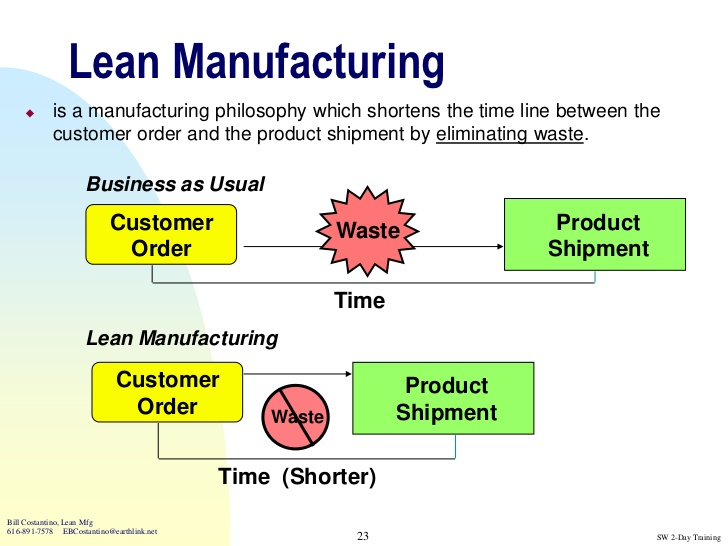 Lean Manufacturing
is a manufacturing philosophy which shortens the time line between the
customer order and the product shipment by eliminating waste.
Business as Usual
Customer
Order
Waste
Product
Shipment
Time
Lean Manufacturing
Customer
Order
Waste
Product
Shipment
Time (Shorter)
Bill Costantino, Lean Mfg
616-891-7578 EBCostantino@earthlink.net
23
SW 2-Day Training